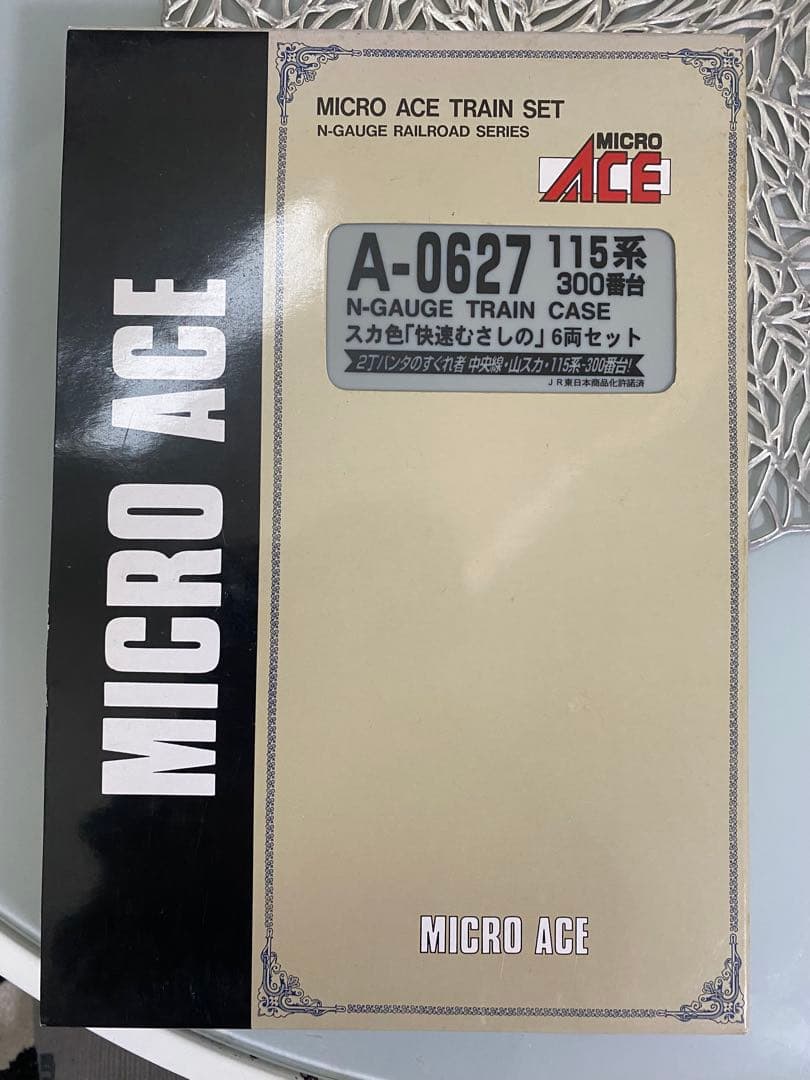 MICRO ACE
MICRO ACE TRAIN SET
N-GAUGE RAILROAD SERIES
MICRO
ACE
A-0627 115系
300番台
N-GAUGE TRAIN CASE
スカ色「快速むさしの」6両セット
2丁パンタのすぐれ者 中央線・山スカ・115系-300番台!
JR東日本商品化許諾済
MICRO ACE